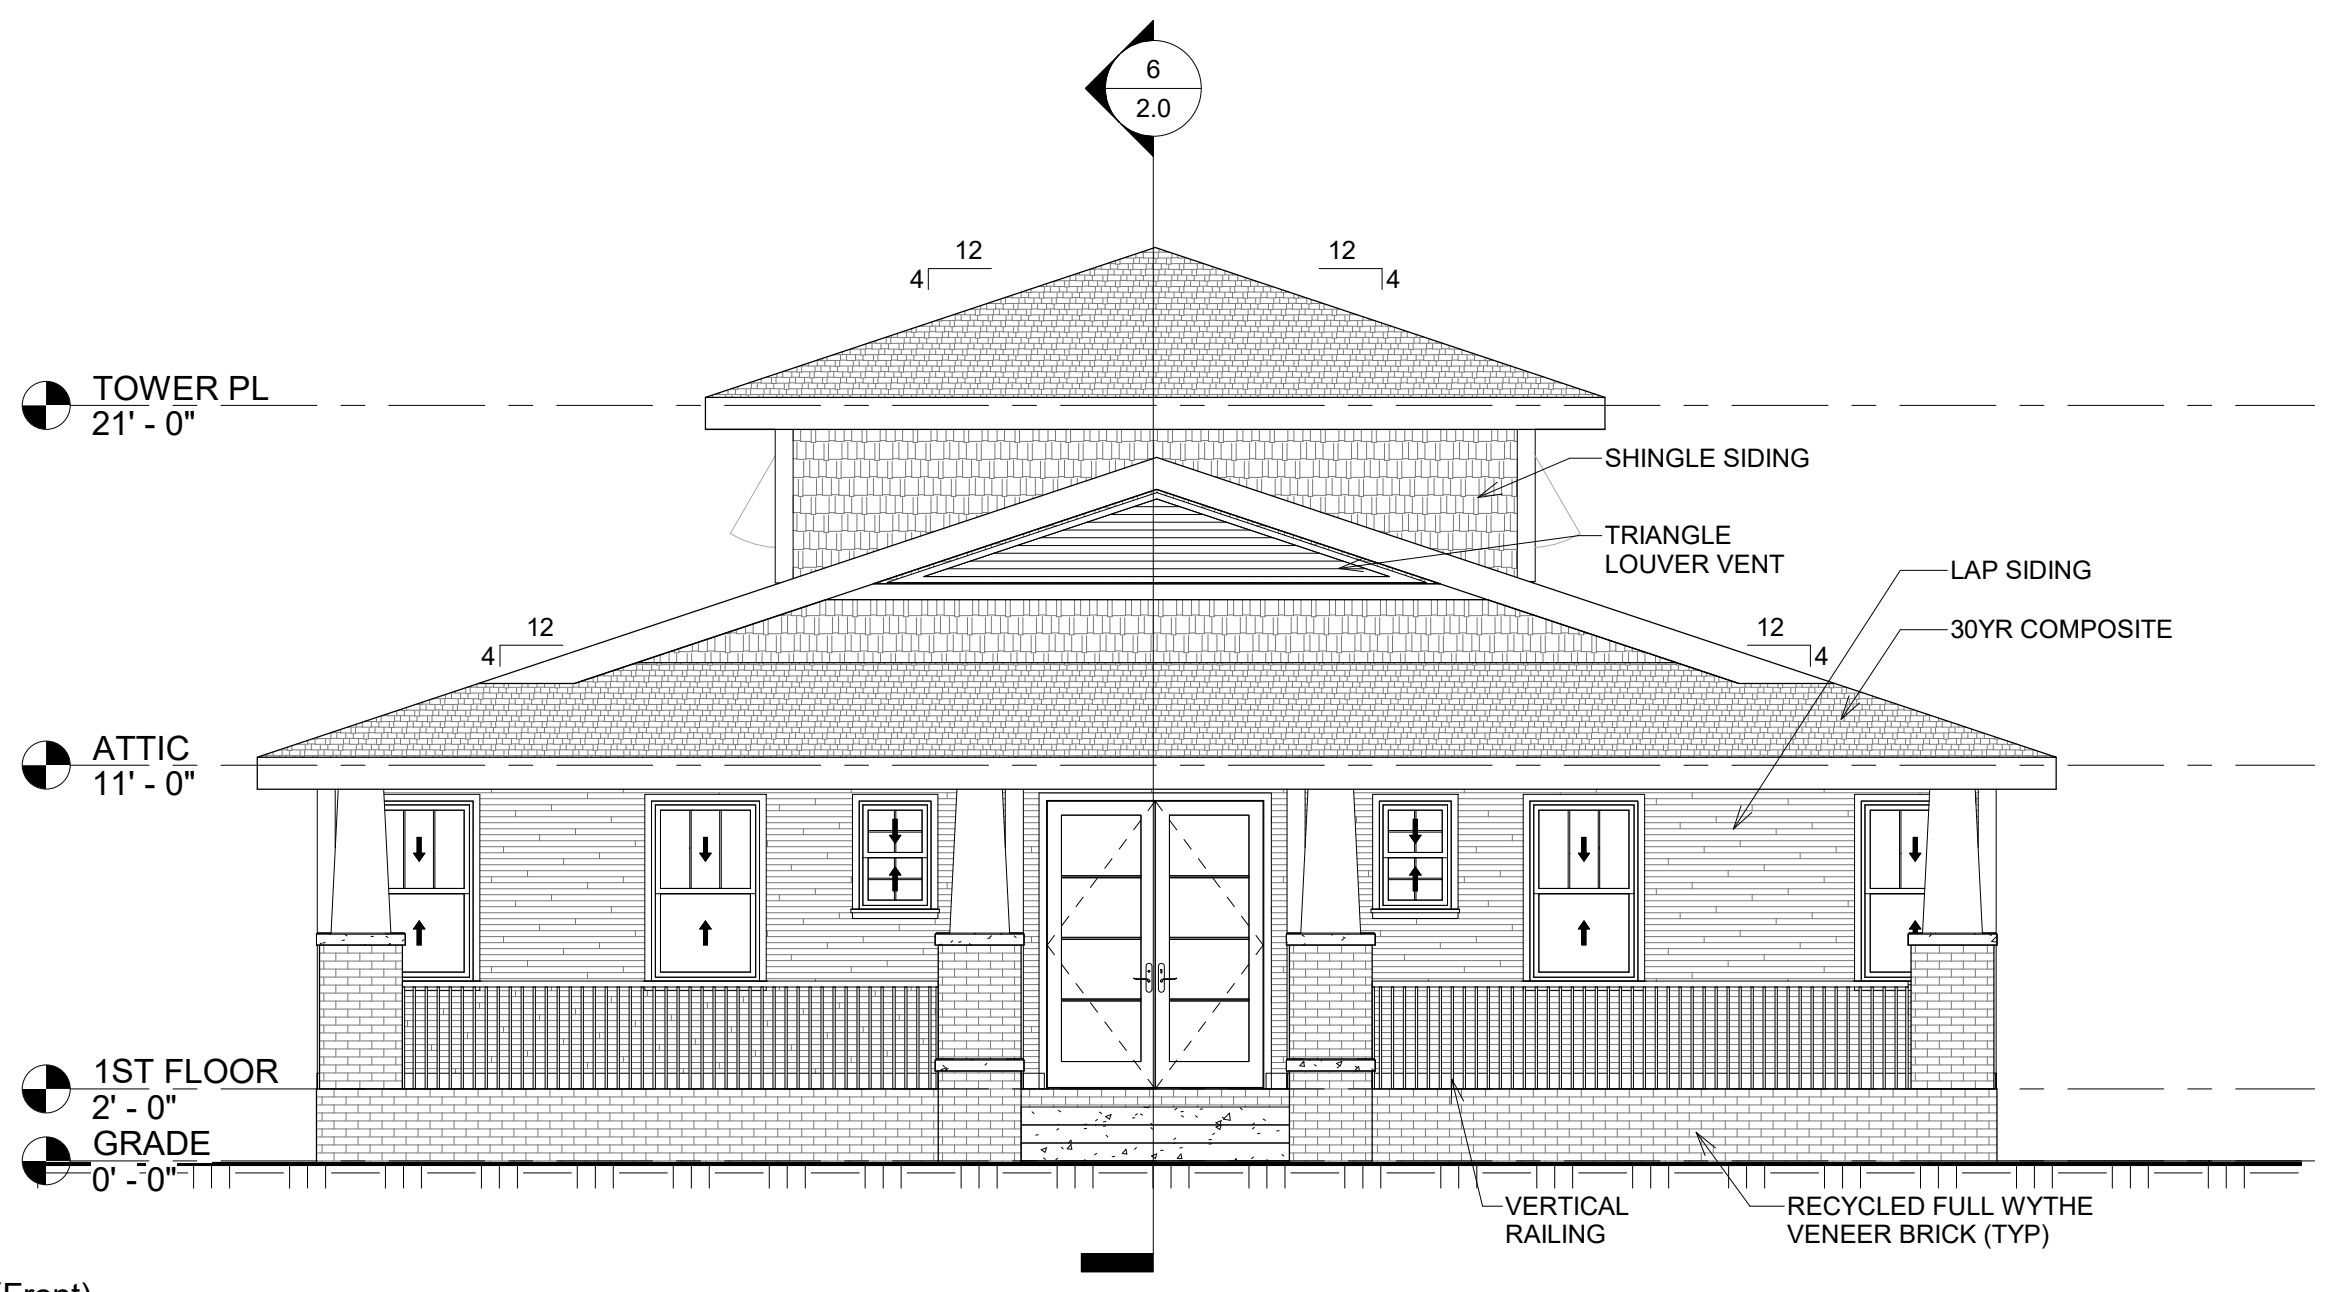 6
2.0
12
4
12
4
TOWER PL
21' - 0"
SHINGLE SIDING
TRIANGLE
LOUVER VENT
LAP SIDING
12
4
12
4
30YR COMPOSITE
ATTIC
11' - 0"
1ST FLOOR
2' - 0"
GRADE
0' - 0"
VERTICAL
RAILING
RECYCLED FULL WYTHE
VENEER BRICK (TYP)
(Front)